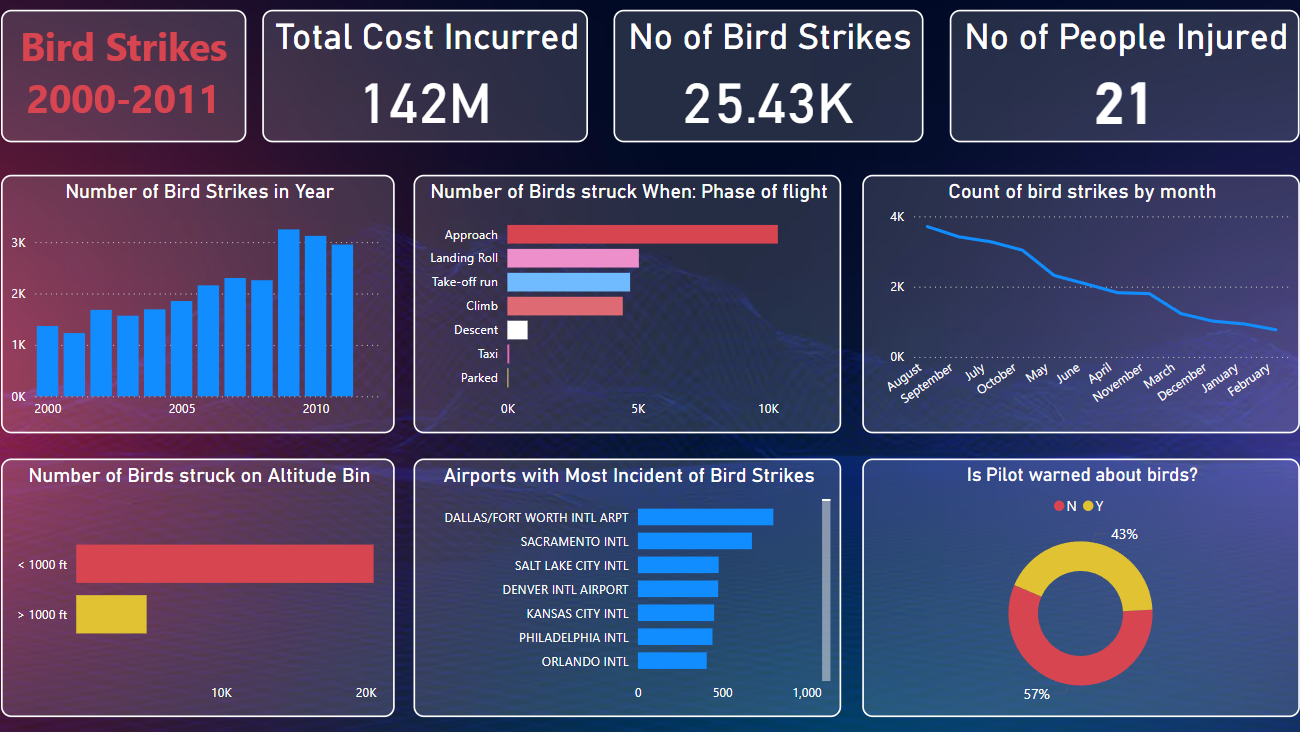 Bird Strikes
2000-2011
Total Cost Incurred
142M
No of Bird Strikes
25.43K
No of People Injured
21
Number of Bird Strikes in Year
3K
2K
1K
0K
2000 2005 2010
Number of Birds struck When: Phase of flight
Approach
Landing Roll
Take-off run
Climb
Descent
Taxi
Parked
0K 5K 10K
Count of bird strikes by month
4K
2K
0K
August September July October May June April November March December January February
Number of Birds struck on Altitude Bin
< 1000 ft
> 1000 ft
10K 20K
Airports with Most Incident of Bird Strikes
DALLAS/FORT WORTH INTL ARPT
SACRAMENTO INTL
SALT LAKE CITY INTL
DENVER INTL AIRPORT
KANSAS CITY INTL
PHILADELPHIA INTL
ORLANDO INTL
0 500 1,000
Is Pilot warned about birds?
N Y
43%
57%